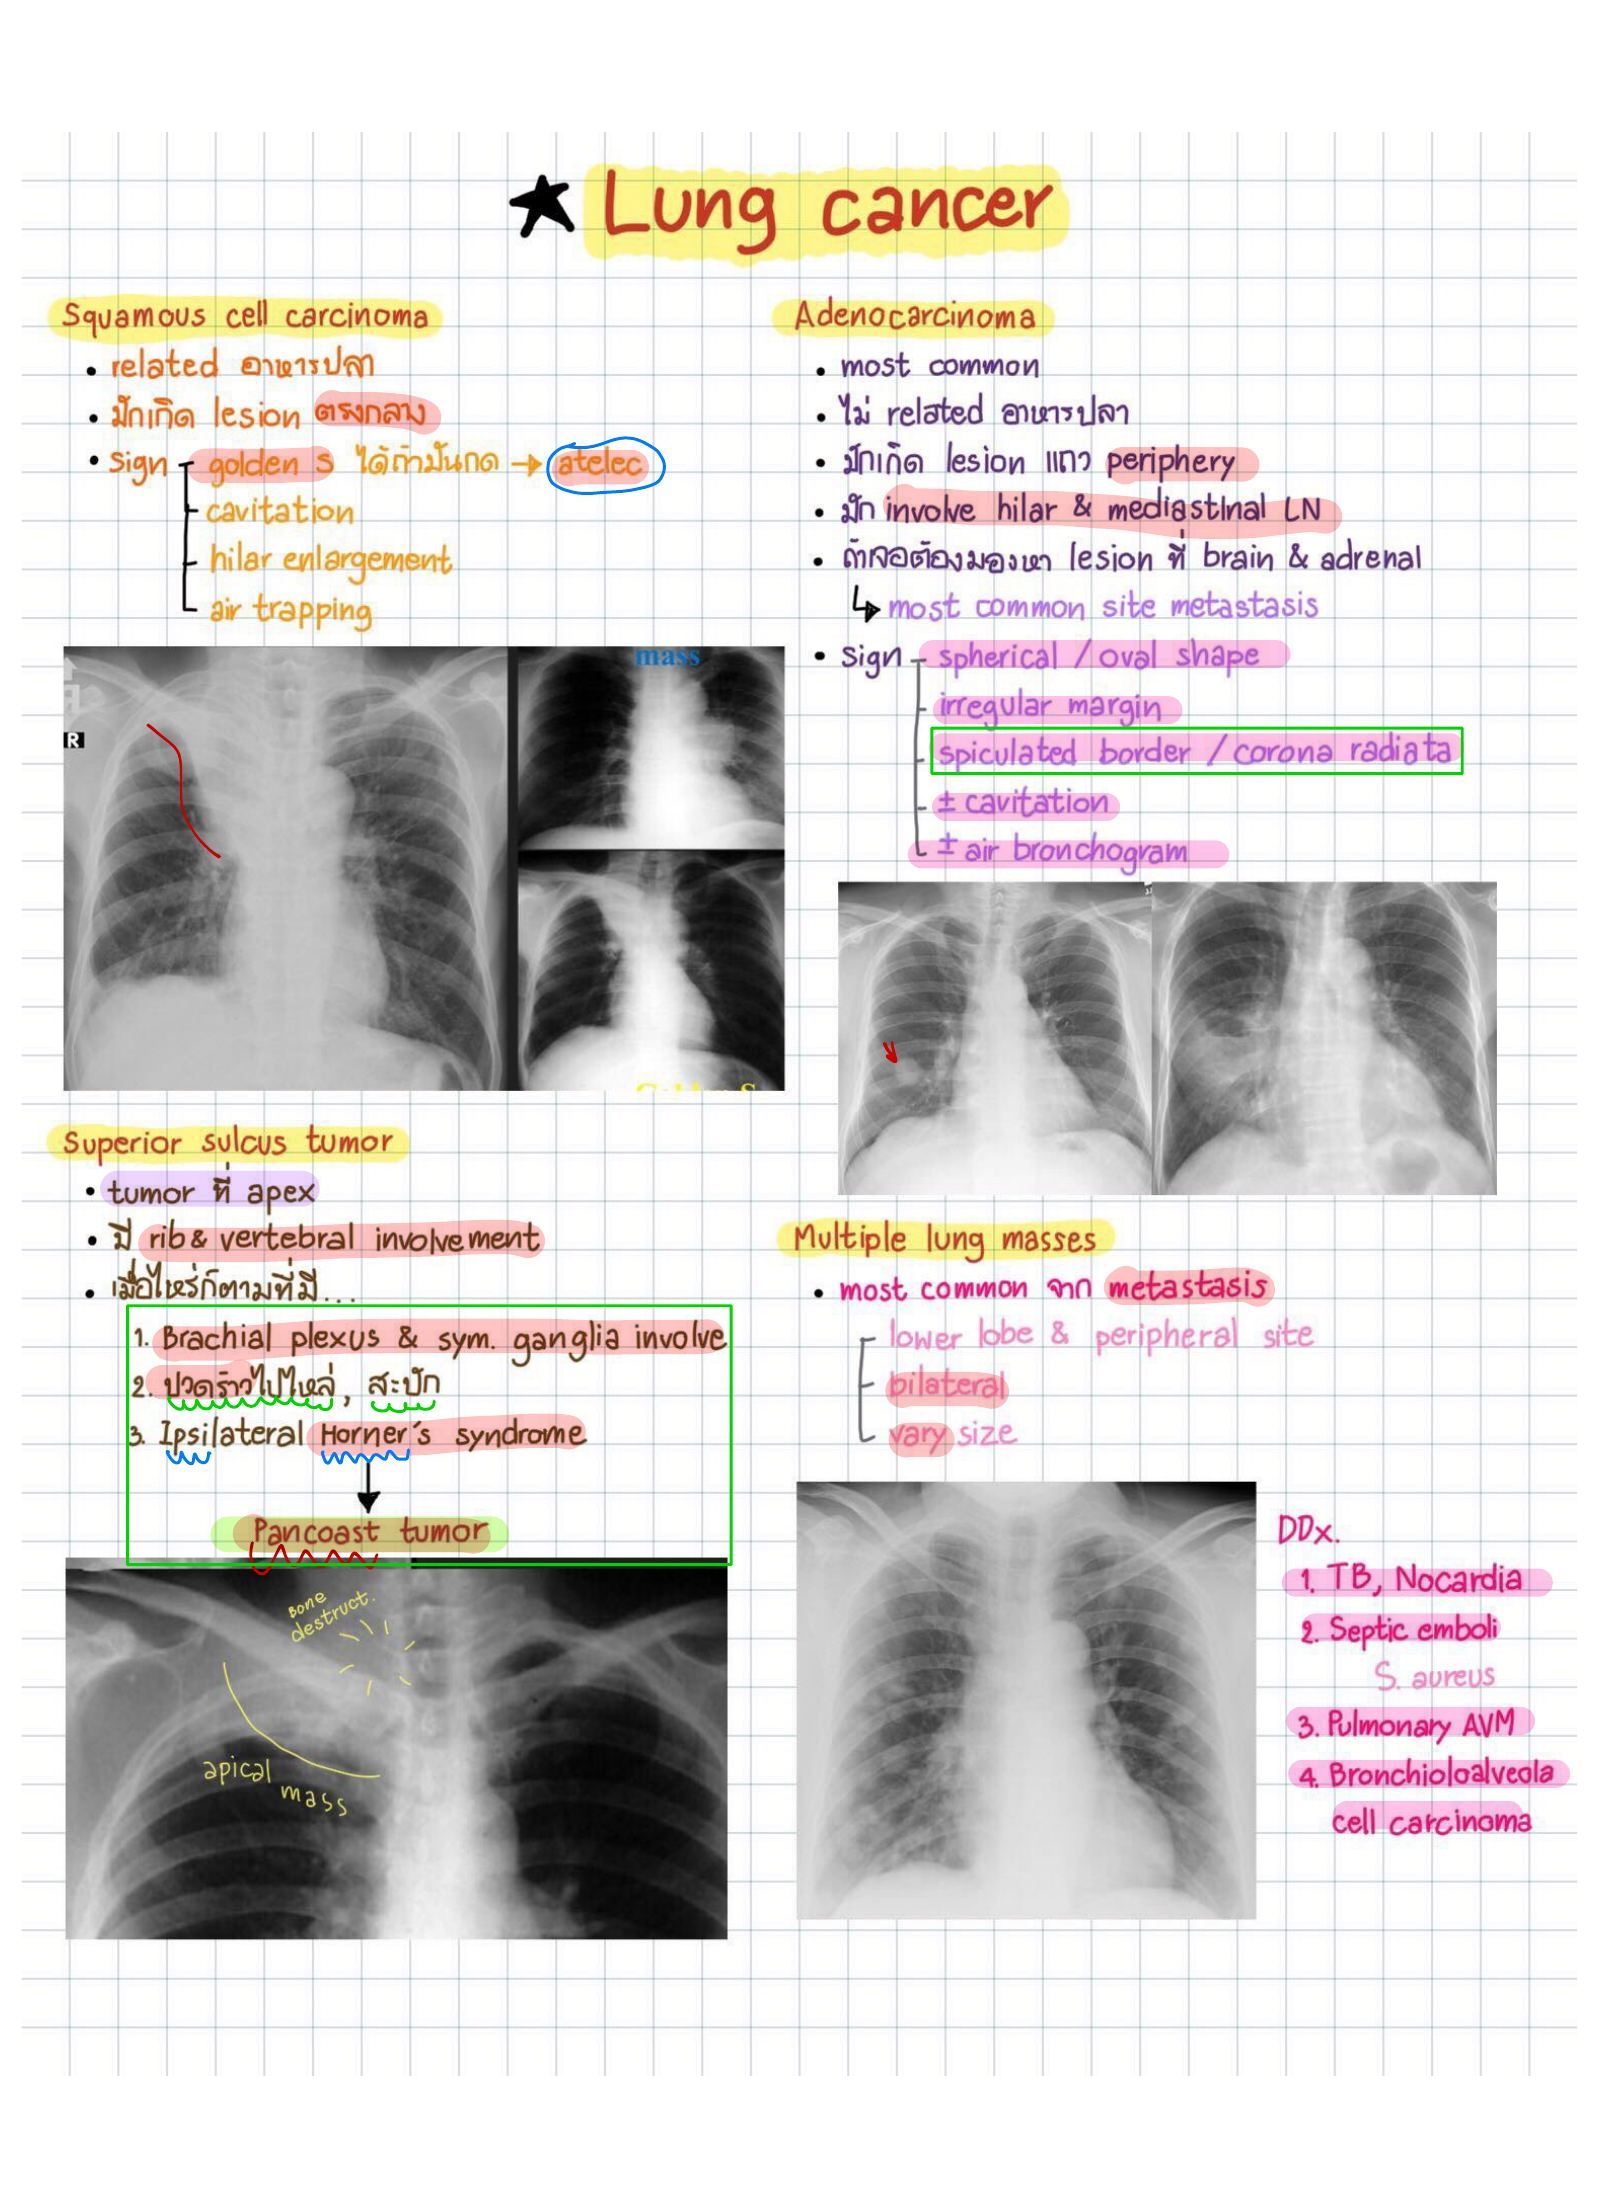 ★ Lung cancer
Squamous cell carcinoma
• related อาหารปลา
• มักเกิด lesion ตรงกลาง
• sign golden S ได้ถ้ามันกด → atelec
cavitation
hilar enlargement
air trapping
mass
R
Superior sulcus tumor
• tumor ที่ apex
• มี rib & vertebral involvement
• เมื่อไหร่ก็ตามที่มี...
1. Brachial plexus & sym. ganglia involve
2. ปวดร้าวไปไหล่, สะบัก
3. Ipsilateral Horner's syndrome
Pancoast tumor
Bone
destruct.
apical
mass
Adenocarcinoma
• most common
• ไม่ related อาหารปลา
• มักเกิด lesion แถว periphery
• มัก involve hilar & mediastinal LN
• ถ้าเจอต้องมองหา lesion ที่ brain & adrenal
↳ most common site metastasis
• sign spherical / oval shape
irregular margin
spiculated border / corona radiata
± cavitation
± air bronchogram
Multiple lung masses
• most common จาก metastasis
lower lobe & peripheral site
bilateral
vary size
DDx.
1. TB, Nocardia
2. Septic emboli
S. aureus
3. Pulmonary AVM
4. Bronchioloalveola
cell carcinoma